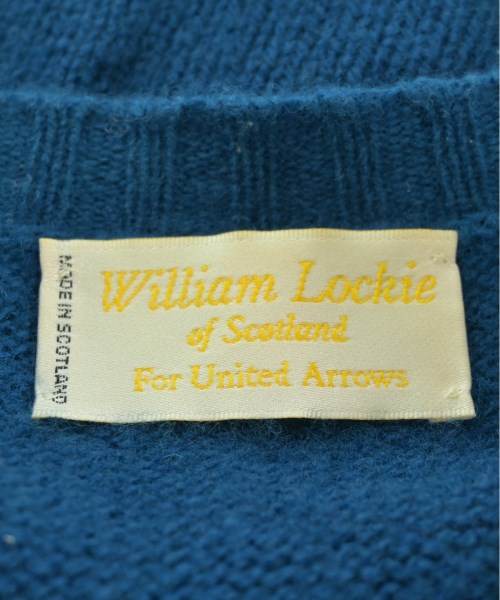 William Lockie
of Scotland
For United Arrows
MADE IN SCOTLAND